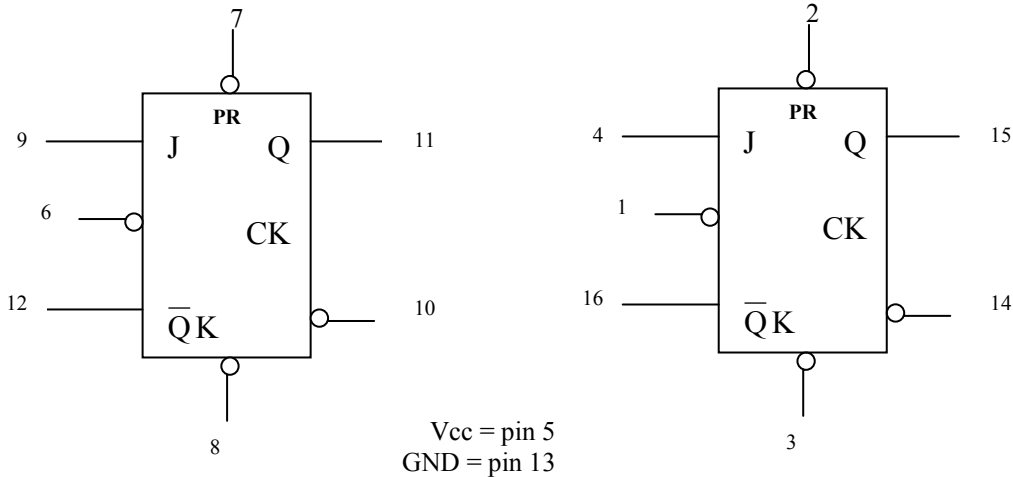 7
PR
9 J Q 11
6
CK
12 Q̅ K 10
8
2
PR
4 J Q 15
1
CK
16 Q̅ K 14
3
Vcc = pin 5
GND = pin 13